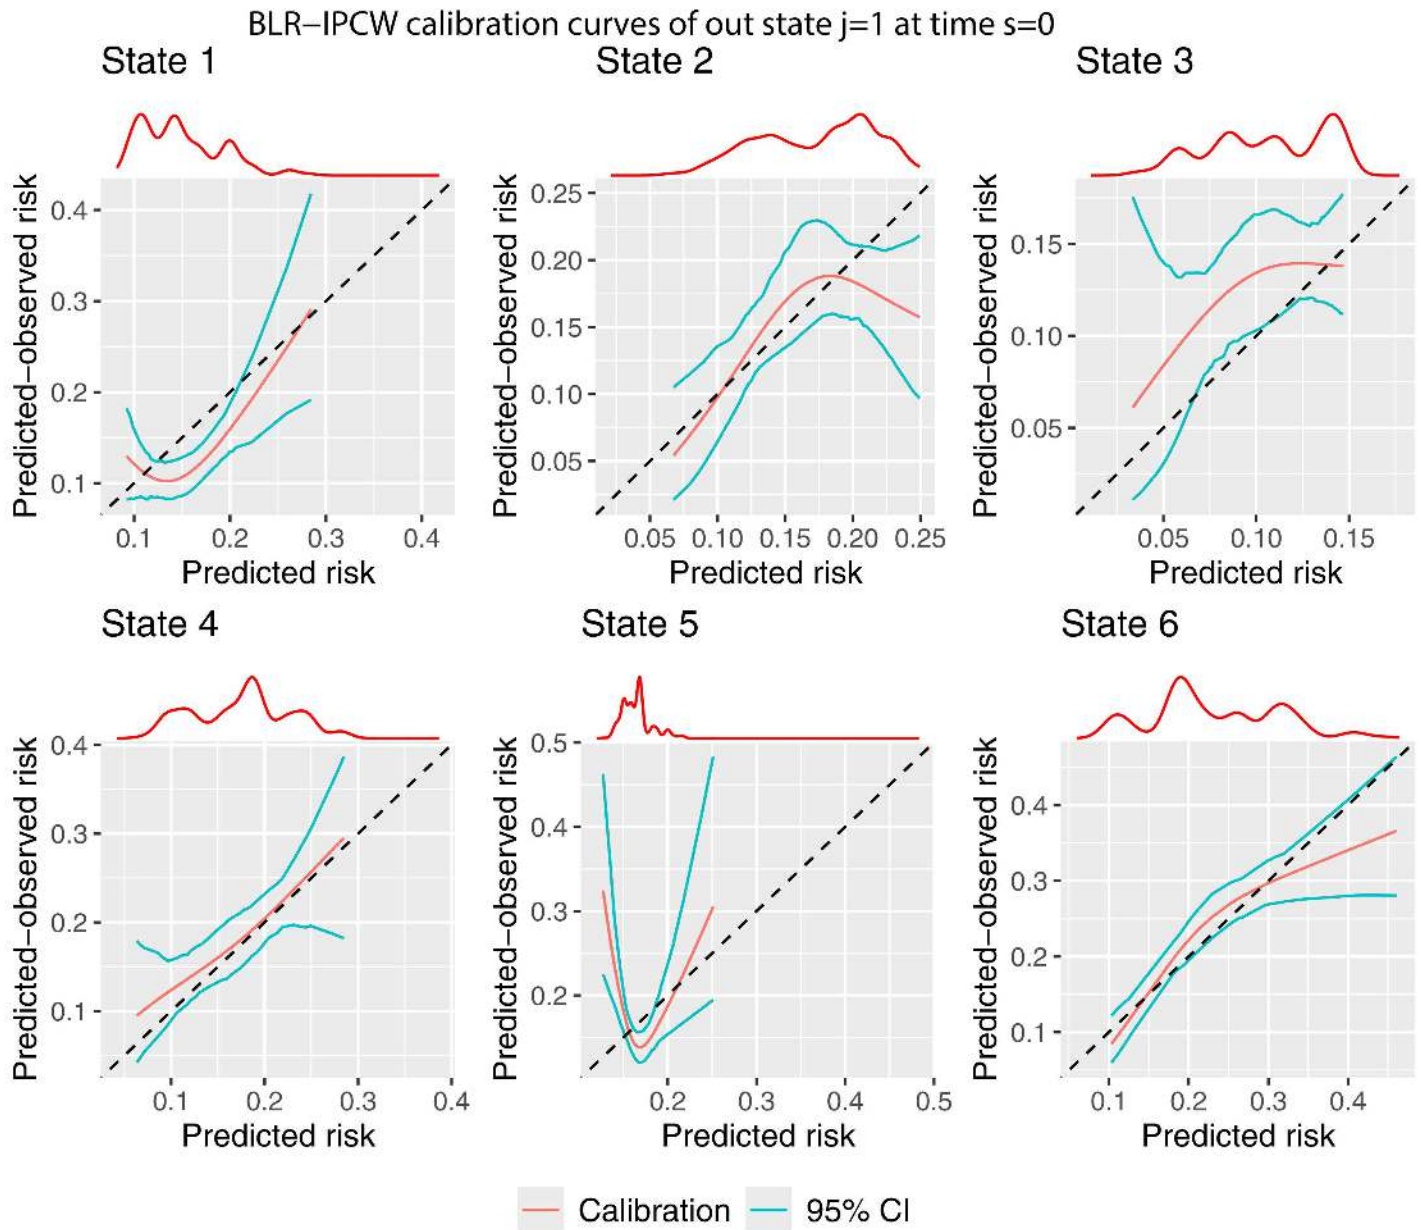 BLR−IPCW calibration curves of out state j=1 at time s=0
State 1
State 2
State 3
Predicted−observed risk
0.4
0.3
0.2
0.1
0.1 0.2 0.3 0.4
Predicted risk
Predicted−observed risk
0.25
0.20
0.15
0.10
0.05
0.05 0.10 0.15 0.20 0.25
Predicted risk
Predicted−observed risk
0.15
0.10
0.05
0.05 0.10 0.15
Predicted risk
State 4
State 5
State 6
Predicted−observed risk
0.4
0.3
0.2
0.1
0.1 0.2 0.3 0.4
Predicted risk
Predicted−observed risk
0.5
0.4
0.3
0.2
0.2 0.3 0.4 0.5
Predicted risk
Predicted−observed risk
0.4
0.3
0.2
0.1
0.1 0.2 0.3 0.4
Predicted risk
Calibration 95% CI